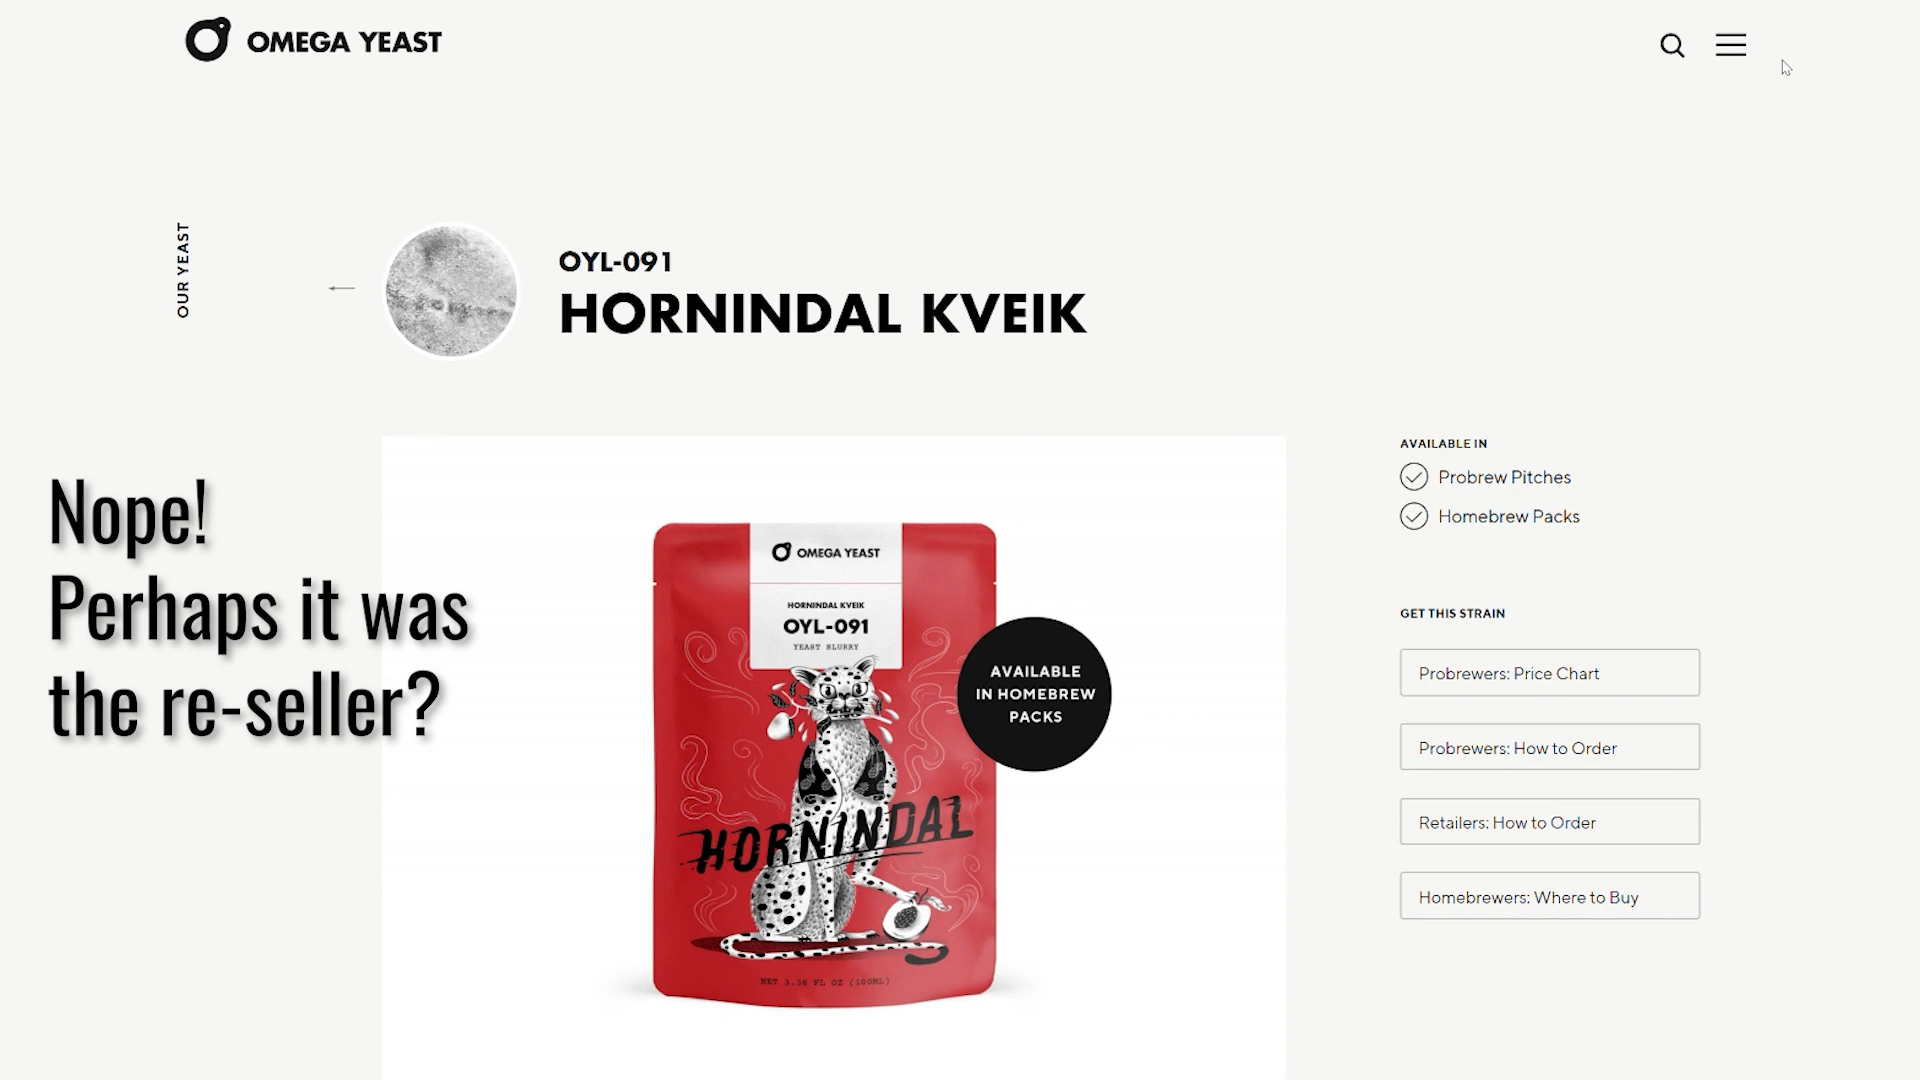 OMEGA YEAST
OUR YEAST
OYL-091
HORNINDAL KVEIK
Nope!
Perhaps it was
the re-seller?
OMEGA YEAST
HORNINDAL KVEIK
OYL-091
YEAST SLURRY
HORNINDAL
NET 3.38 FL OZ (100ML)
AVAILABLE
IN HOMEBREW
PACKS
AVAILABLE IN
Probrew Pitches
Homebrew Packs
GET THIS STRAIN
Probrewers: Price Chart
Probrewers: How to Order
Retailers: How to Order
Homebrewers: Where to Buy